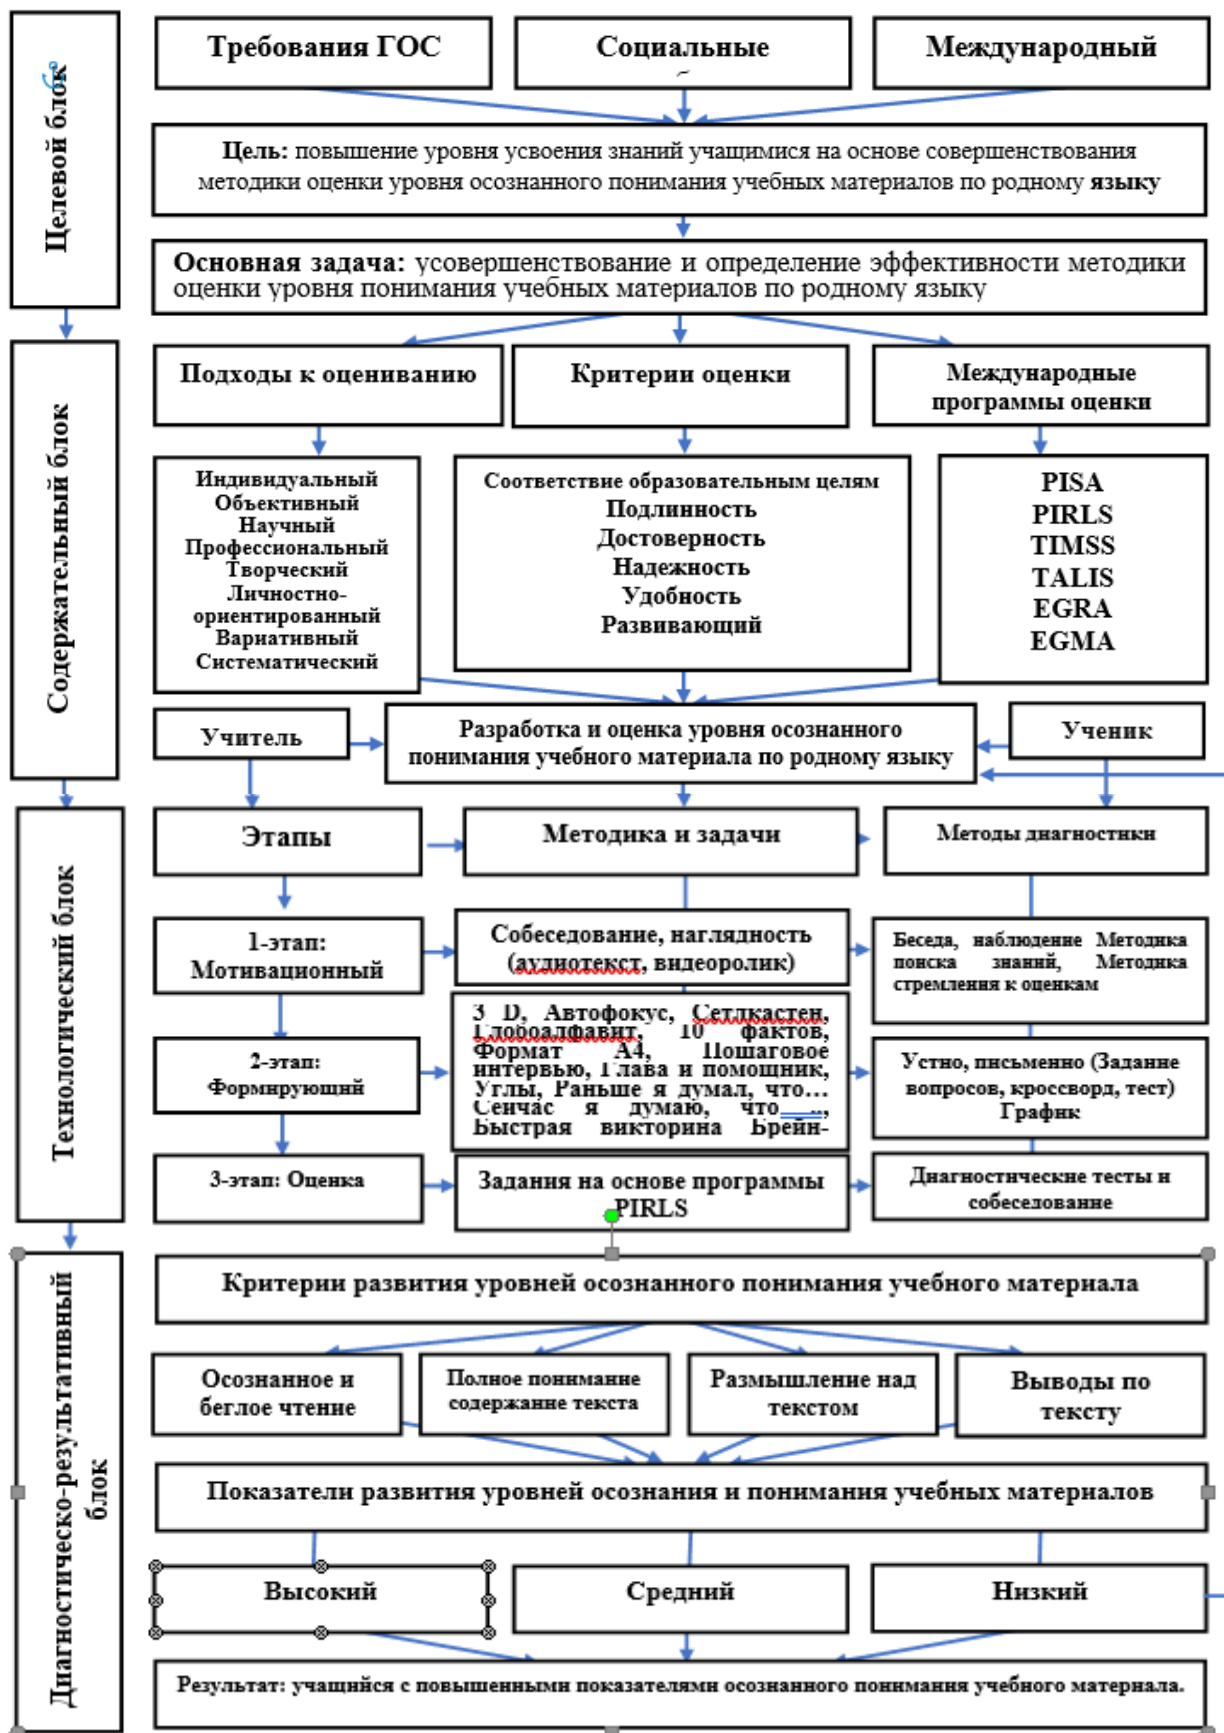 Целевой блок
Требования ГОС
Социальные
Международный
Цель: повышение уровня усвоения знаний учащимися на основе совершенствования
методики оценки уровня осознанного понимания учебных материалов по родному языку
Основная задача: усовершенствование и определение эффективности методики
оценки уровня понимания учебных материалов по родному языку
Содержательный блок
Подходы к оцениванию
Критерии оценки
Международные
программы оценки
Индивидуальный
Объективный
Научный
Профессиональный
Творческий
Личностно-
ориентированный
Вариативный
Систематический
Соответствие образовательным целям
Подлинность
Достоверность
Надежность
Удобность
Развивающий
PISA
PIRLS
TIMSS
TALIS
EGRA
EGMA
Учитель
Разработка и оценка уровня осознанного
понимания учебного материала по родному языку
Ученик
Технологический блок
Этапы
Методика и задачи
Методы диагностики
1-этап:
Мотивационный
Собеседование, наглядность
(аудиотекст, видеоролик)
Беседа, наблюдение Методика
поиска знаний, Методика
стремления к оценкам
2-этап:
Формирующий
3 D, Автофокус, Сетлкастен,
Глобоалфавит, 10 фактов,
Формат А4, Пошаговое
интервью, Глава и помощник,
Углы, Раньше я думал, что...
Сейчас я думаю, что ...,
Быстрая викторина Брейн-
Устно, письменно (Задание
вопросов, кроссворд, тест)
График
3-этап: Оценка
Задания на основе программы
PIRLS
Диагностические тесты и
собеседование
Диагностическо-результативный
блок
Критерии развития уровней осознанного понимания учебного материала
Осознанное и
беглое чтение
Полное понимание
содержание текста
Размышление над
текстом
Выводы по
тексту
Показатели развития уровней осознания и понимания учебных материалов
Высокий
Средний
Низкий
Результат: учащийся с повышенными показателями осознанного понимания учебного материала.